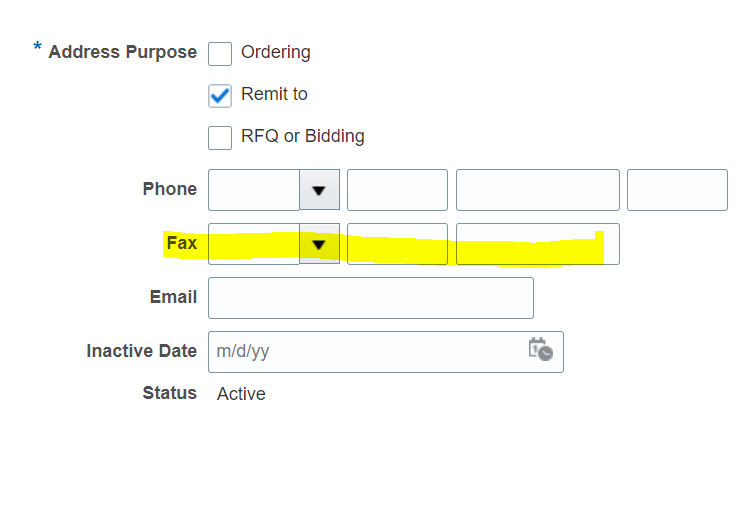 * Address Purpose Ordering
Remit to
RFQ or Bidding
Phone
Fax
Email
Inactive Date m/d/yy
Status Active